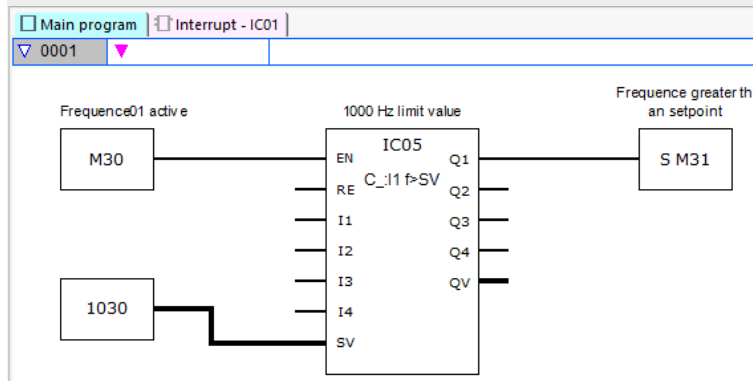 Main program
Interrupt - IC01
0001
Frequence01 active
1000 Hz limit value
Frequence greater th
an setpoint
M30
IC05
C_:I1 f>SV
EN
RE
I1
I2
I3
I4
SV
Q1
Q2
Q3
Q4
QV
S M31
1030